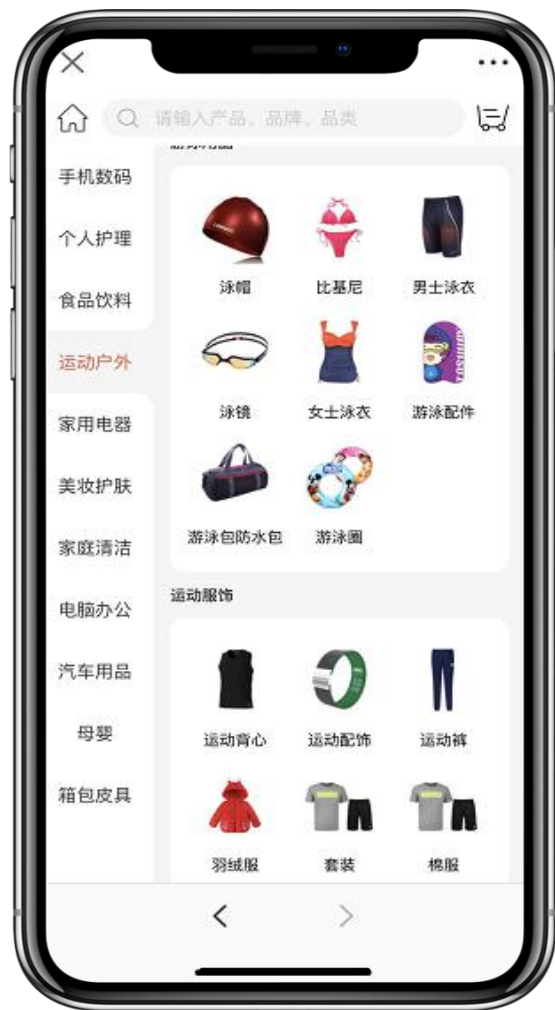 请输入产品、品牌、品类
手机数码
个人护理
食品饮料
运动户外
家用电器
美妆护肤
家庭清洁
电脑办公
汽车用品
母婴
箱包皮具
泳帽
比基尼
男士泳衣
泳镜
女士泳衣
游泳配件
游泳包防水包
游泳圈
运动服饰
运动背心
运动配饰
运动裤
羽绒服
套装
棉服